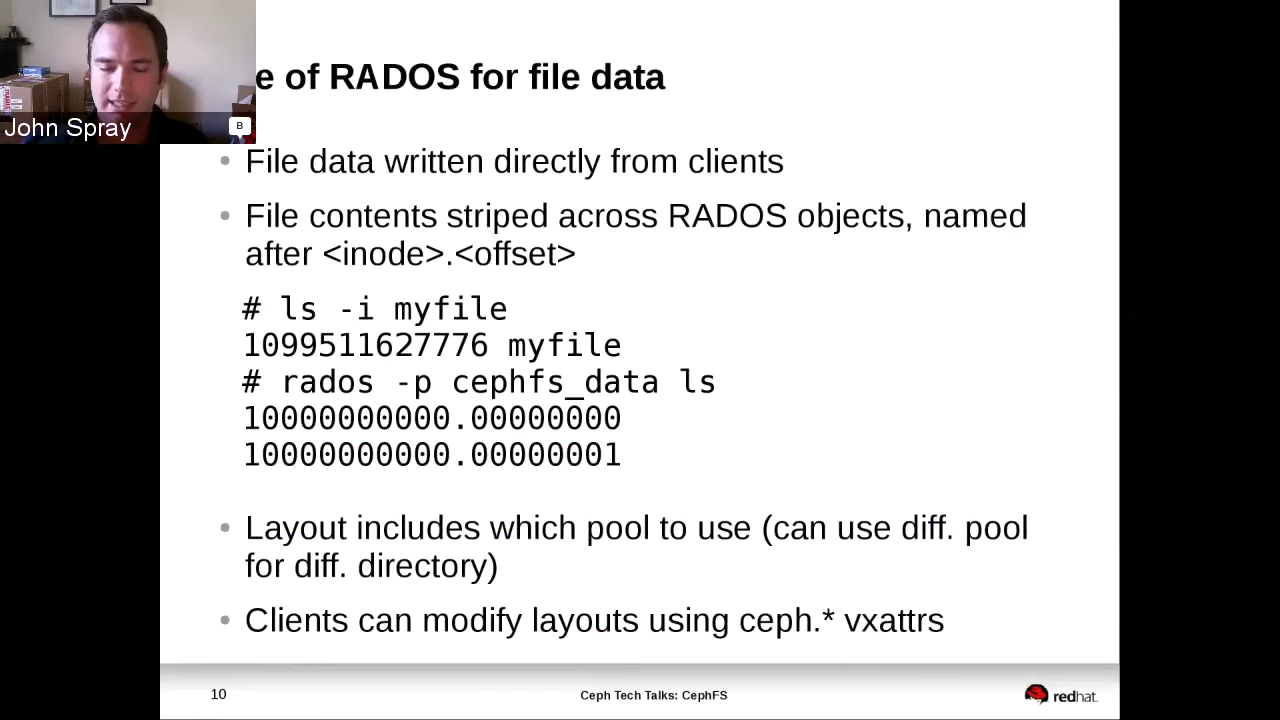 e of RADOS for file data
John Spray
B
File data written directly from clients
File contents striped across RADOS objects, named
after <inode>.<offset>
# ls -i myfile
1099511627776 myfile
# rados -p cephfs_data ls
10000000000.00000000
10000000000.00000001
Layout includes which pool to use (can use diff. pool
for diff. directory)
Clients can modify layouts using ceph.* vxattrs
10
Ceph Tech Talks: CephFS
redhat.